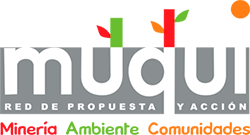 muqui
RED DE PROPUESTA Y ACCIÓN
Minería Ambiente Comunidades